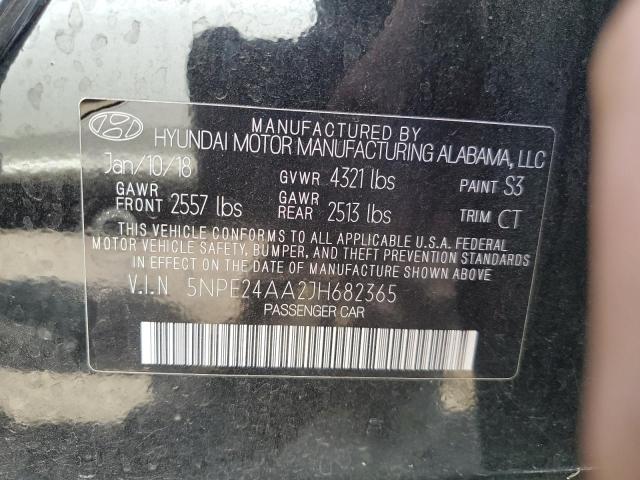 MANUFACTURED BY
HYUNDAI MOTOR MANUFACTURING ALABAMA, LLC
Jan/10/18 GVWR 4321 lbs PAINT S3
GAWR FRONT 2557 lbs GAWR REAR 2513 lbs TRIM CT
THIS VEHICLE CONFORMS TO ALL APPLICABLE U.S.A. FEDERAL
MOTOR VEHICLE SAFETY, BUMPER, AND THEFT PREVENTION STANDARDS
IN EFFECT ON THE DATE OF MANUFACTURE SHOWN ABOVE.
V.I.N 5NPE24AA2JH682365
PASSENGER CAR